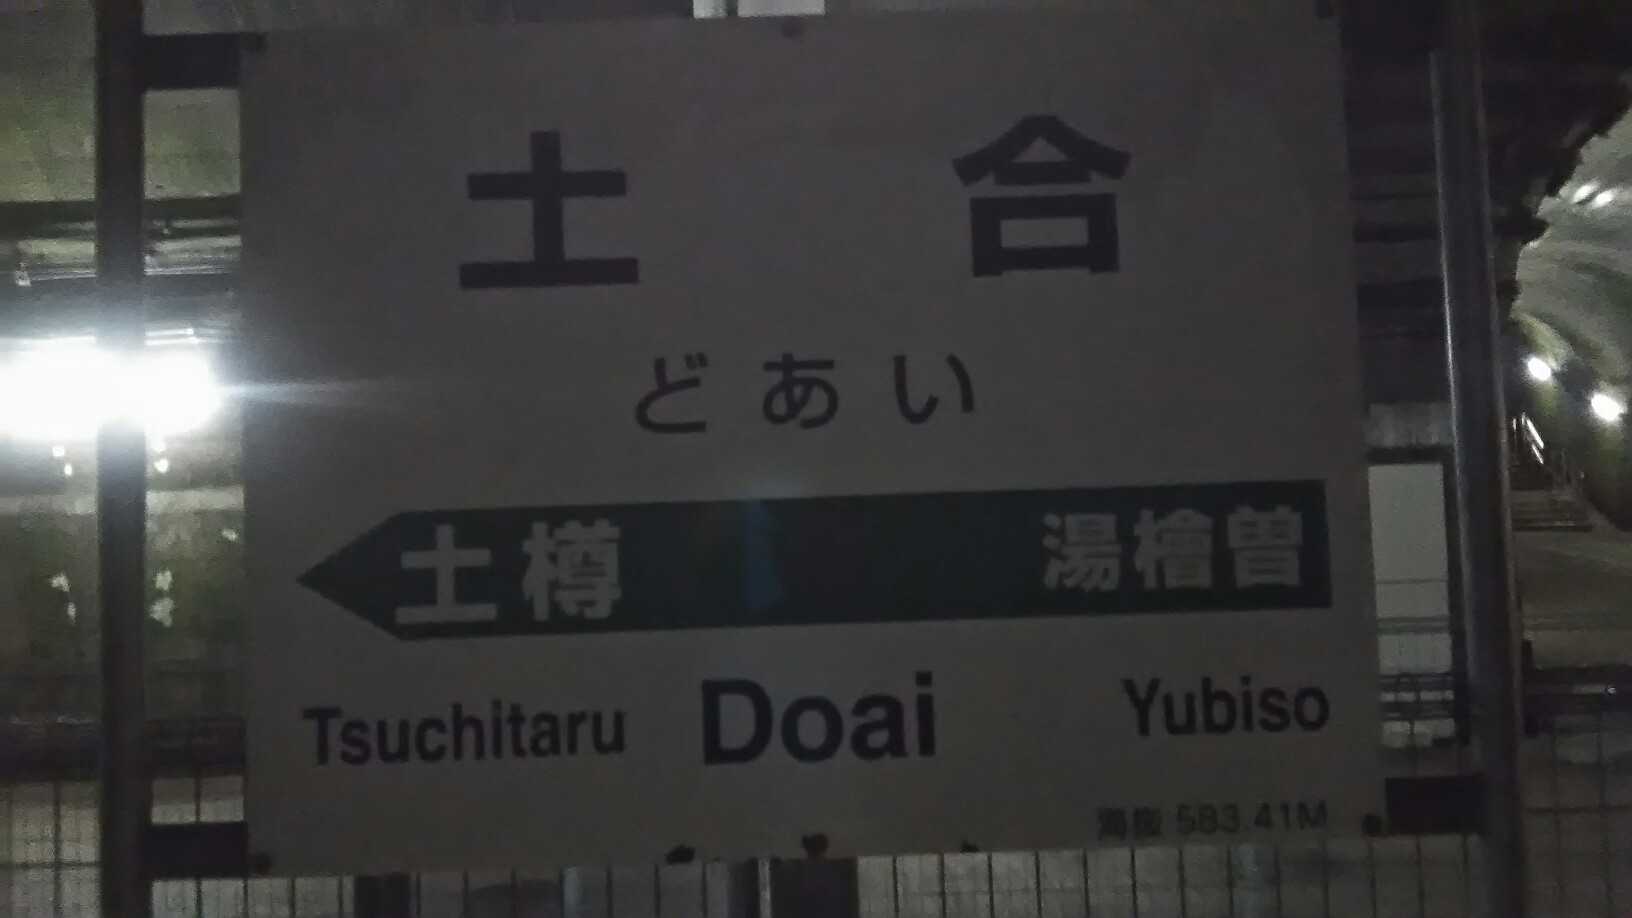 土合
どあい
土樽 湯檜曽
Tsuchitaru Doai Yubiso
海抜 583.41M